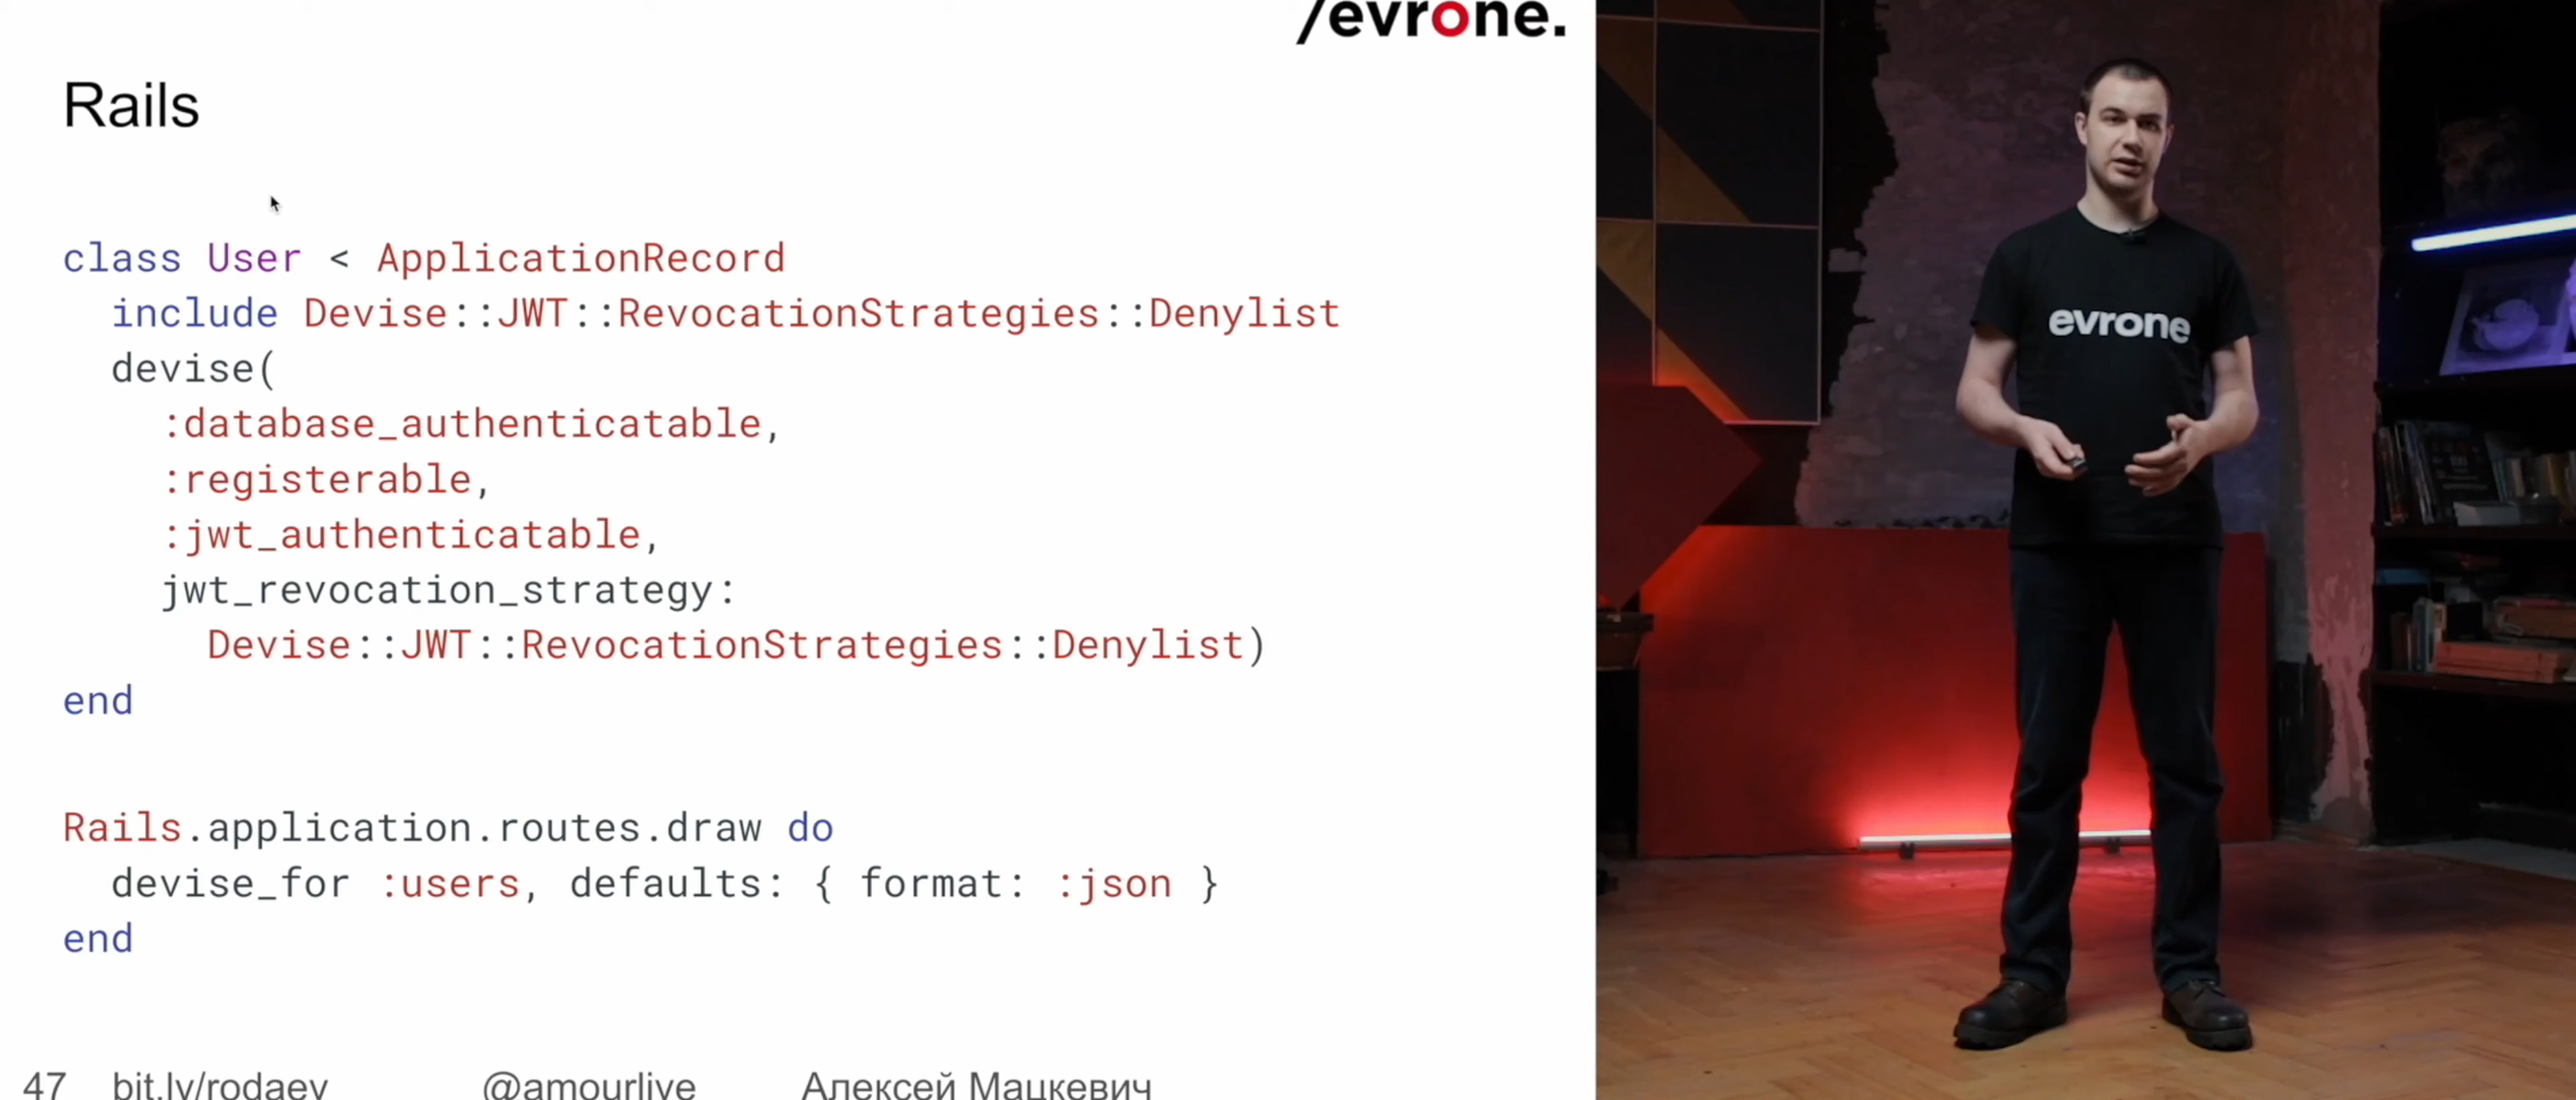 /evrone.
Rails
class User < ApplicationRecord
  include Devise::JWT::RevocationStrategies::Denylist
  devise(
    :database_authenticatable,
    :registerable,
    :jwt_authenticatable,
    jwt_revocation_strategy:
      Devise::JWT::RevocationStrategies::Denylist)
end
Rails.application.routes.draw do
  devise_for :users, defaults: { format: :json }
end
47 bit.ly/rodaev @amourlive Алексей Мацкевич
evrone